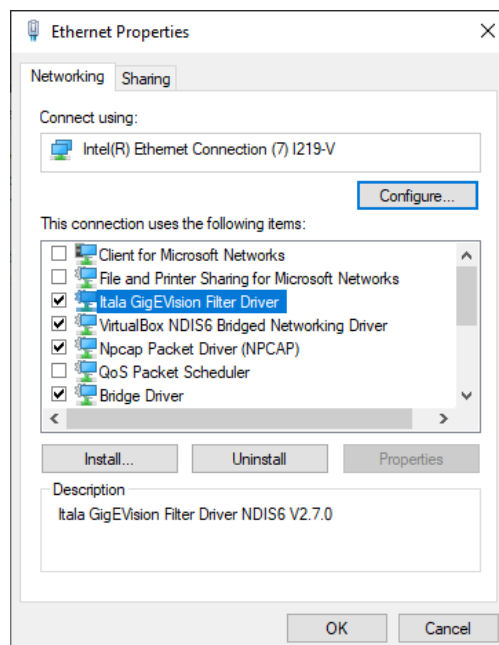 Ethernet Properties
Networking
Sharing
Connect using:
Intel(R) Ethernet Connection (7) I219-V
Configure...
This connection uses the following items:
Client for Microsoft Networks
File and Printer Sharing for Microsoft Networks
Itala GigEVision Filter Driver
VirtualBox NDIS6 Bridged Networking Driver
Npcap Packet Driver (NPCAP)
QoS Packet Scheduler
Bridge Driver
Install...
Uninstall
Properties
Description
Itala GigEVision Filter Driver NDIS6 V2.7.0
OK
Cancel